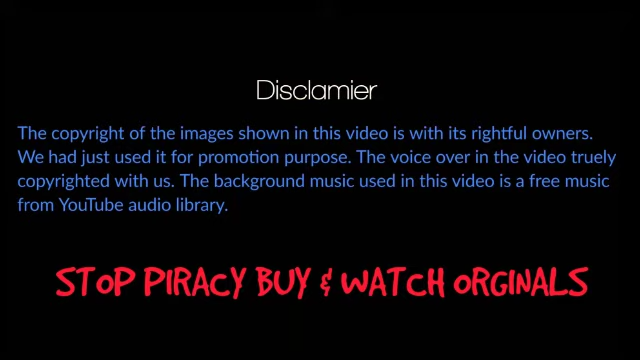 Disclamier
The copyright of the images shown in this video is with its rightful owners.
We had just used it for promotion purpose. The voice over in the video truely
copyrighted with us. The background music used in this video is a free music
from YouTube audio library.
STOP PIRACY BUY & WATCH ORGINALS